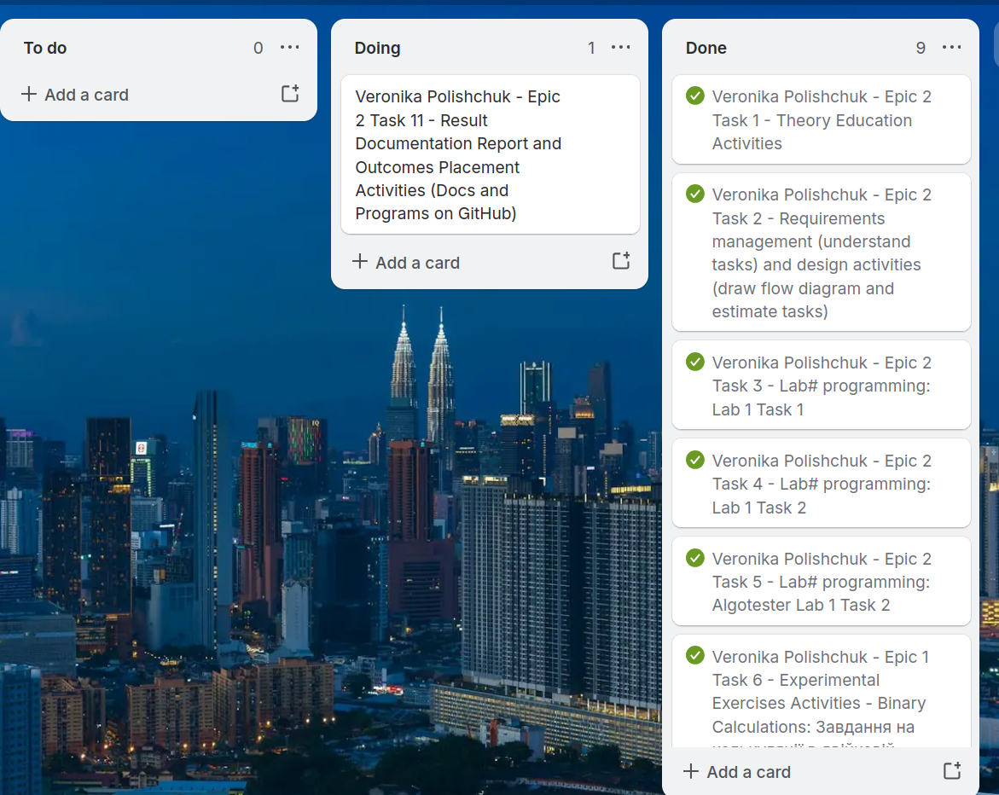 To do
0
Add a card
Doing
1
Veronika Polishchuk - Epic
2 Task 11 - Result
Documentation Report and
Outcomes Placement
Activities (Docs and
Programs on GitHub)
Add a card
Done
9
Veronika Polishchuk - Epic 2
Task 1 - Theory Education
Activities
Veronika Polishchuk - Epic 2
Task 2 - Requirements
management (understand
tasks) and design activities
(draw flow diagram and
estimate tasks)
Veronika Polishchuk - Epic 2
Task 3 - Lab# programming:
Lab 1 Task 1
Veronika Polishchuk - Epic 2
Task 4 - Lab# programming:
Lab 1 Task 2
Veronika Polishchuk - Epic 2
Task 5 - Lab# programming:
Algotester Lab 1 Task 2
Veronika Polishchuk - Epic 1
Task 6 - Experimental
Exercises Activities - Binary
Calculations: Завдання на
Add a card